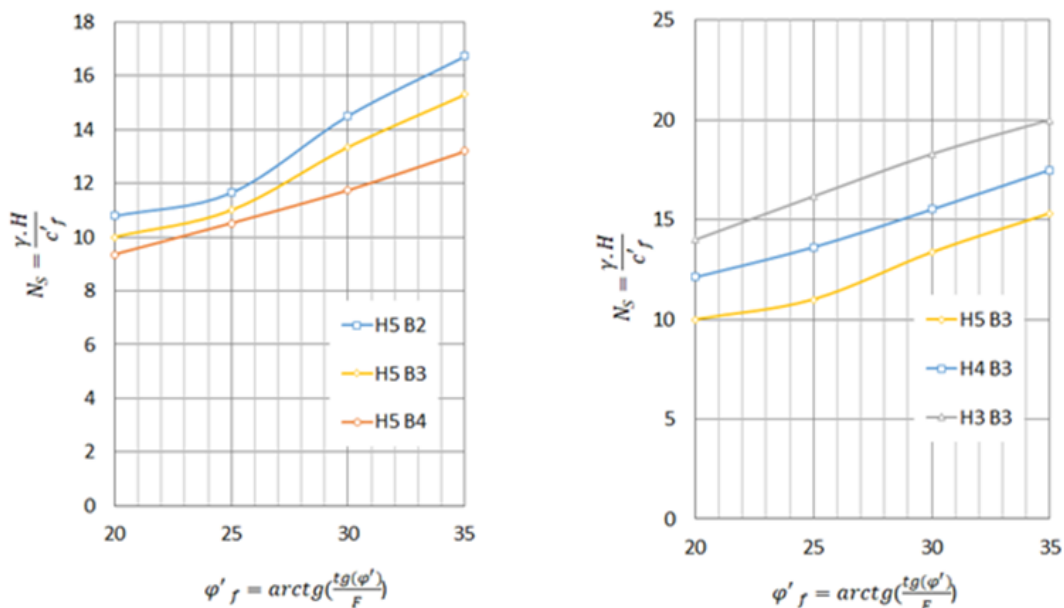 18
16
14
12
10
8
6
4
2
0
N_S = γ.H / c'_f
H5 B2
H5 B3
H5 B4
20 25 30 35
φ'_f = arctg(tg(φ') / F)
25
20
15
10
5
0
N_S = γ.H / c'_f
H5 B3
H4 B3
H3 B3
20 25 30 35
φ'_f = arctg(tg(φ') / F)